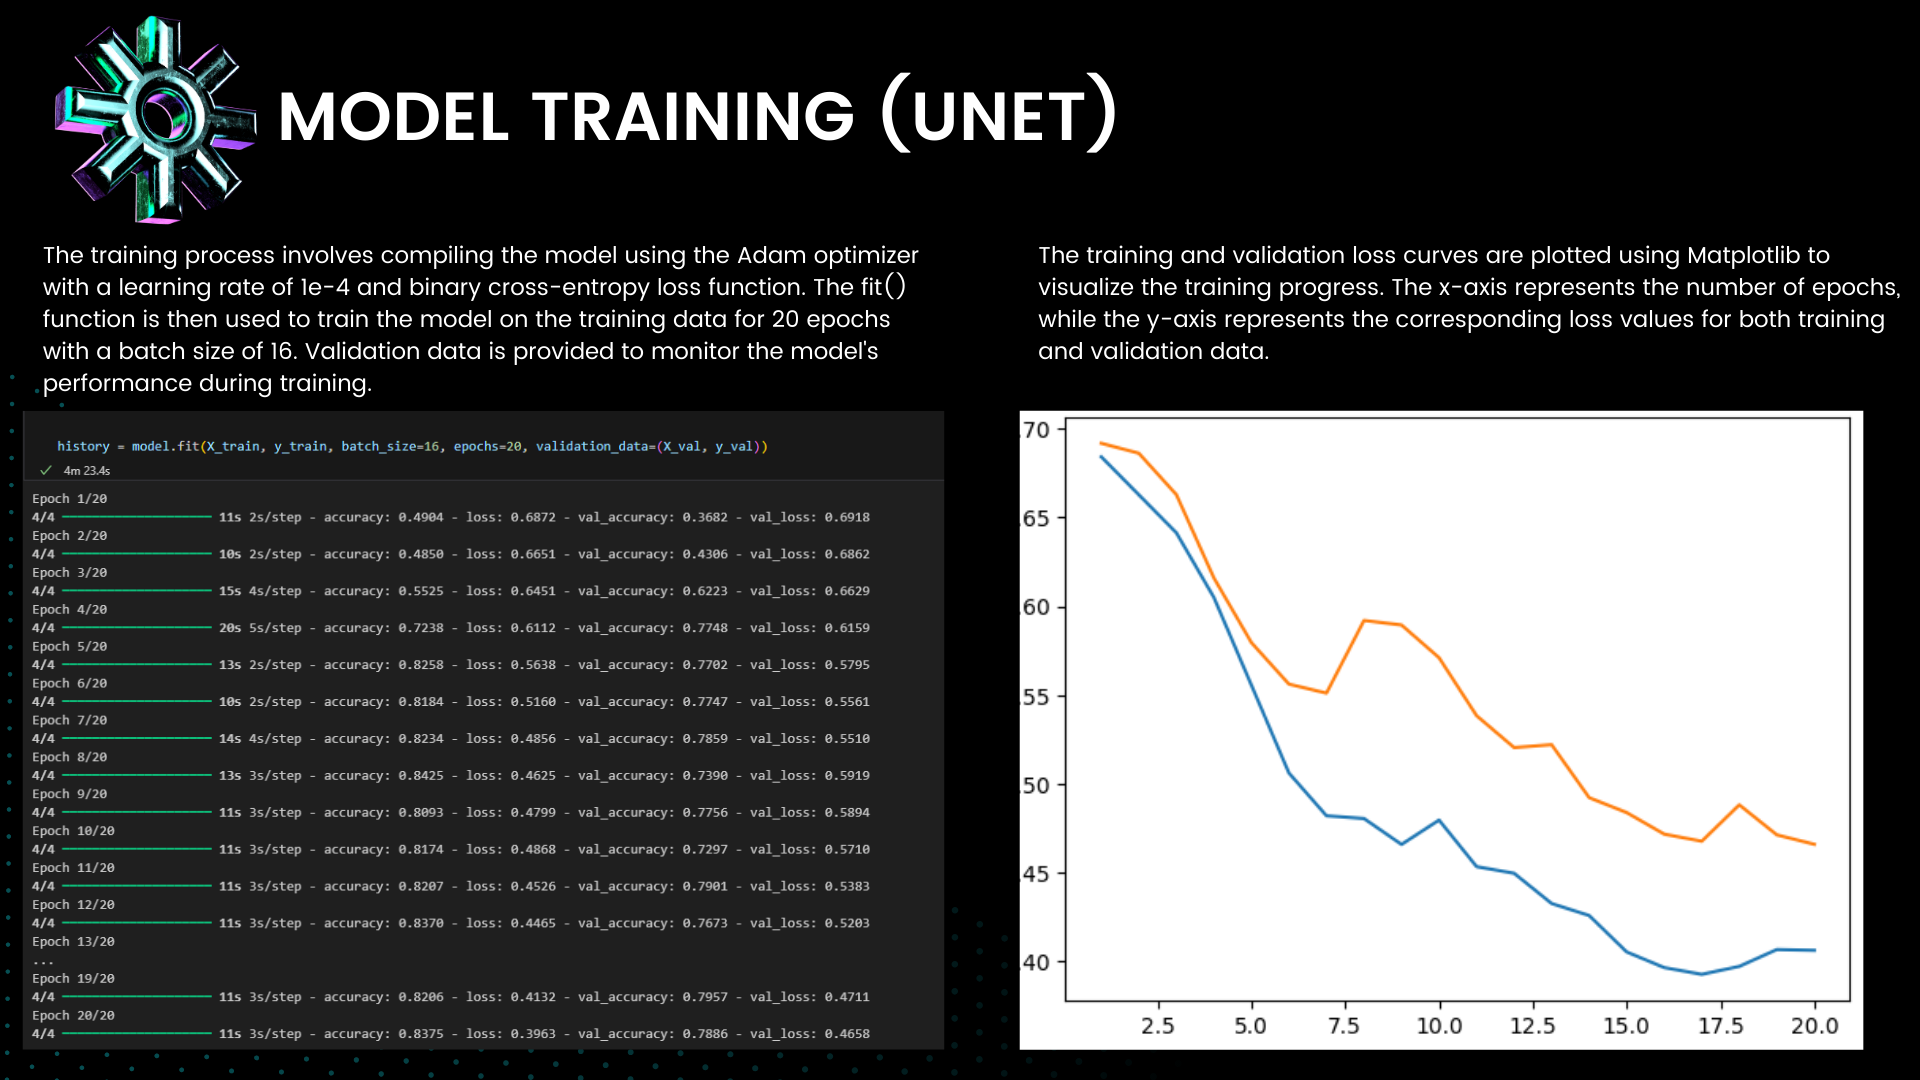 MODEL TRAINING (UNET)
The training process involves compiling the model using the Adam optimizer
with a learning rate of 1e-4 and binary cross-entropy loss function. The fit()
function is then used to train the model on the training data for 20 epochs
with a batch size of 16. Validation data is provided to monitor the model's
performance during training.
history = model.fit(X_train, y_train, batch_size=16, epochs=20, validation_data=(X_val, y_val))
4m 23.4s
Epoch 1/20
4/4 11s 2s/step - accuracy: 0.4904 - loss: 0.6872 - val_accuracy: 0.3682 - val_loss: 0.6918
Epoch 2/20
4/4 10s 2s/step - accuracy: 0.4850 - loss: 0.6651 - val_accuracy: 0.4306 - val_loss: 0.6862
Epoch 3/20
4/4 15s 4s/step - accuracy: 0.5525 - loss: 0.6451 - val_accuracy: 0.6223 - val_loss: 0.6629
Epoch 4/20
4/4 20s 5s/step - accuracy: 0.7238 - loss: 0.6112 - val_accuracy: 0.7748 - val_loss: 0.6159
Epoch 5/20
4/4 13s 2s/step - accuracy: 0.8258 - loss: 0.5638 - val_accuracy: 0.7702 - val_loss: 0.5795
Epoch 6/20
4/4 10s 2s/step - accuracy: 0.8184 - loss: 0.5160 - val_accuracy: 0.7747 - val_loss: 0.5561
Epoch 7/20
4/4 14s 4s/step - accuracy: 0.8234 - loss: 0.4856 - val_accuracy: 0.7859 - val_loss: 0.5510
Epoch 8/20
4/4 13s 3s/step - accuracy: 0.8425 - loss: 0.4625 - val_accuracy: 0.7390 - val_loss: 0.5919
Epoch 9/20
4/4 11s 3s/step - accuracy: 0.8093 - loss: 0.4799 - val_accuracy: 0.7756 - val_loss: 0.5894
Epoch 10/20
4/4 11s 3s/step - accuracy: 0.8174 - loss: 0.4868 - val_accuracy: 0.7297 - val_loss: 0.5710
Epoch 11/20
4/4 11s 3s/step - accuracy: 0.8207 - loss: 0.4526 - val_accuracy: 0.7901 - val_loss: 0.5383
Epoch 12/20
4/4 11s 3s/step - accuracy: 0.8370 - loss: 0.4465 - val_accuracy: 0.7673 - val_loss: 0.5203
Epoch 13/20
...
Epoch 19/20
4/4 11s 3s/step - accuracy: 0.8206 - loss: 0.4132 - val_accuracy: 0.7957 - val_loss: 0.4711
Epoch 20/20
4/4 11s 3s/step - accuracy: 0.8375 - loss: 0.3963 - val_accuracy: 0.7886 - val_loss: 0.4658
The training and validation loss curves are plotted using Matplotlib to
visualize the training progress. The x-axis represents the number of epochs,
while the y-axis represents the corresponding loss values for both training
and validation data.
.70
.65
.60
.55
.50
.45
.40
2.5 5.0 7.5 10.0 12.5 15.0 17.5 20.0